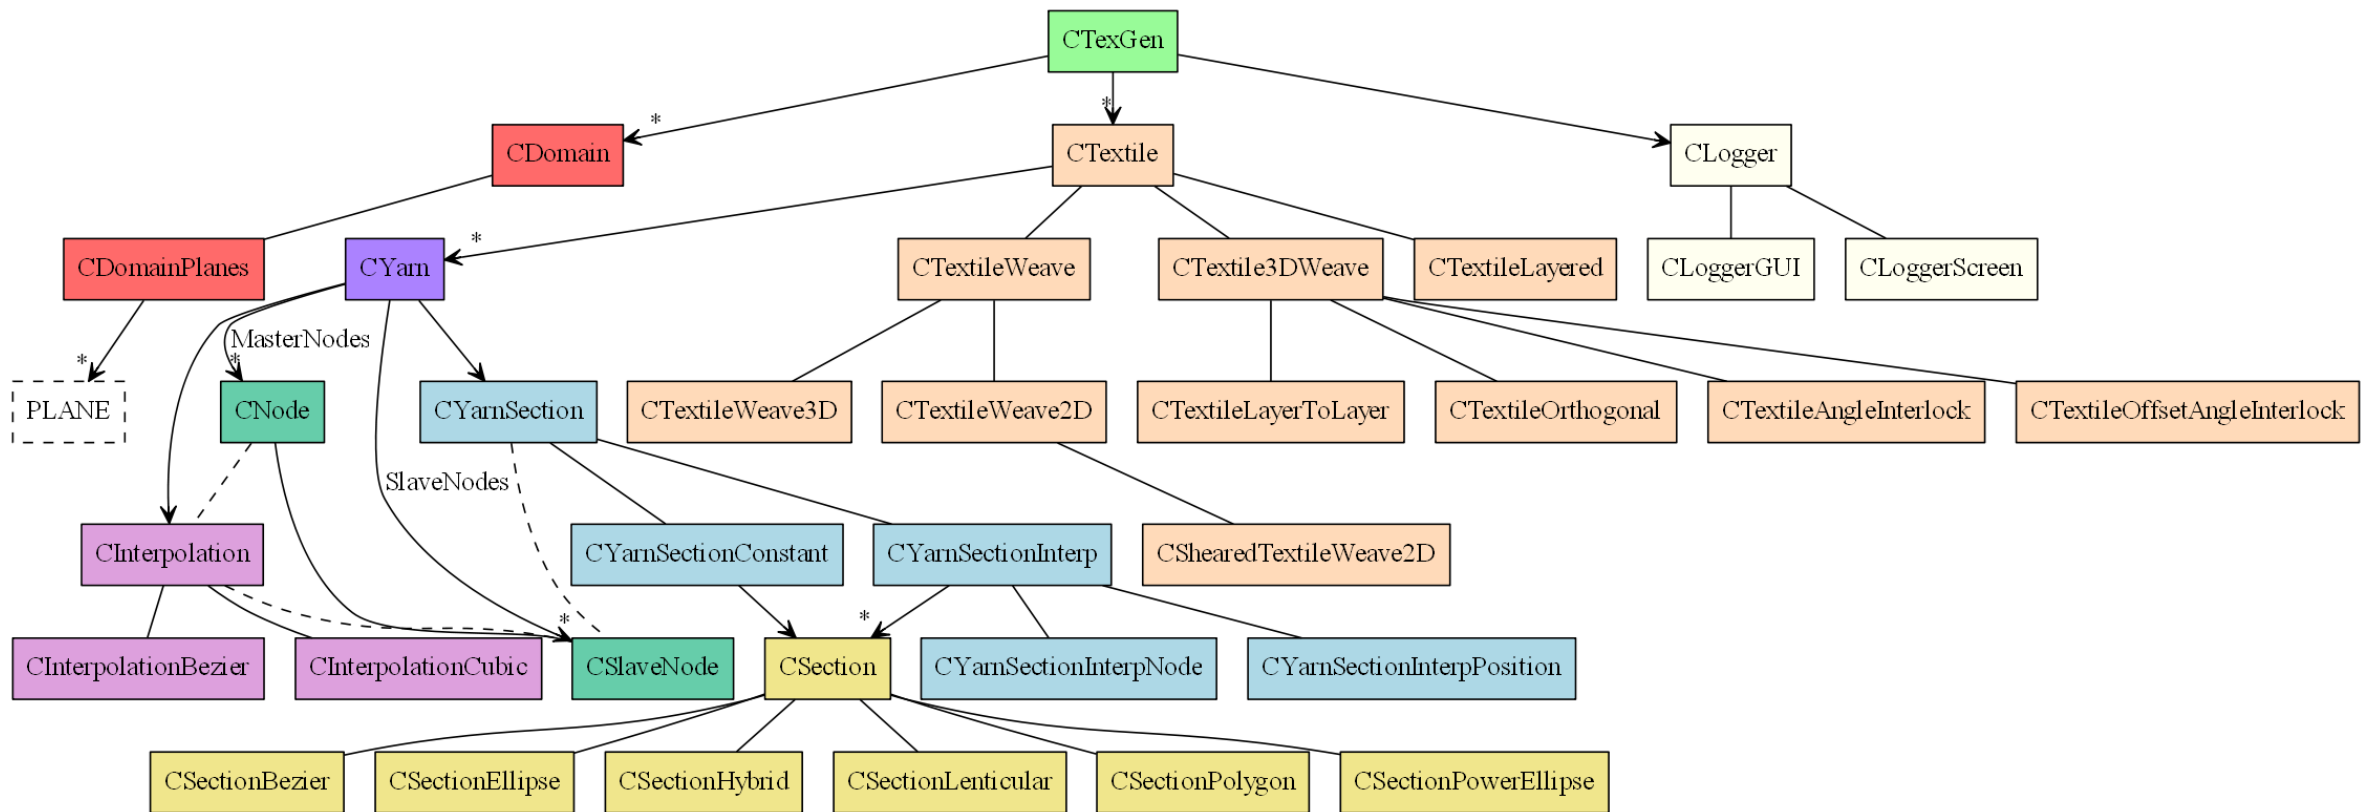 CTexGen
*
*
CDomain
CTextile
CLogger
*
CDomainPlanes
CYarn
CTextileWeave
CTextile3DWeave
CTextileLayered
CLoggerGUI
CLoggerScreen
MasterNodes
*
*
PLANE
CNode
CYarnSection
CTextileWeave3D
CTextileWeave2D
CTextileLayerToLayer
CTextileOrthogonal
CTextileAngleInterlock
CTextileOffsetAngleInterlock
SlaveNodes
CInterpolation
CYarnSectionConstant
CYarnSectionInterp
CShearedTextileWeave2D
*
*
CInterpolationBezier
CInterpolationCubic
CSlaveNode
CSection
CYarnSectionInterpNode
CYarnSectionInterpPosition
CSectionBezier
CSectionEllipse
CSectionHybrid
CSectionLenticular
CSectionPolygon
CSectionPowerEllipse